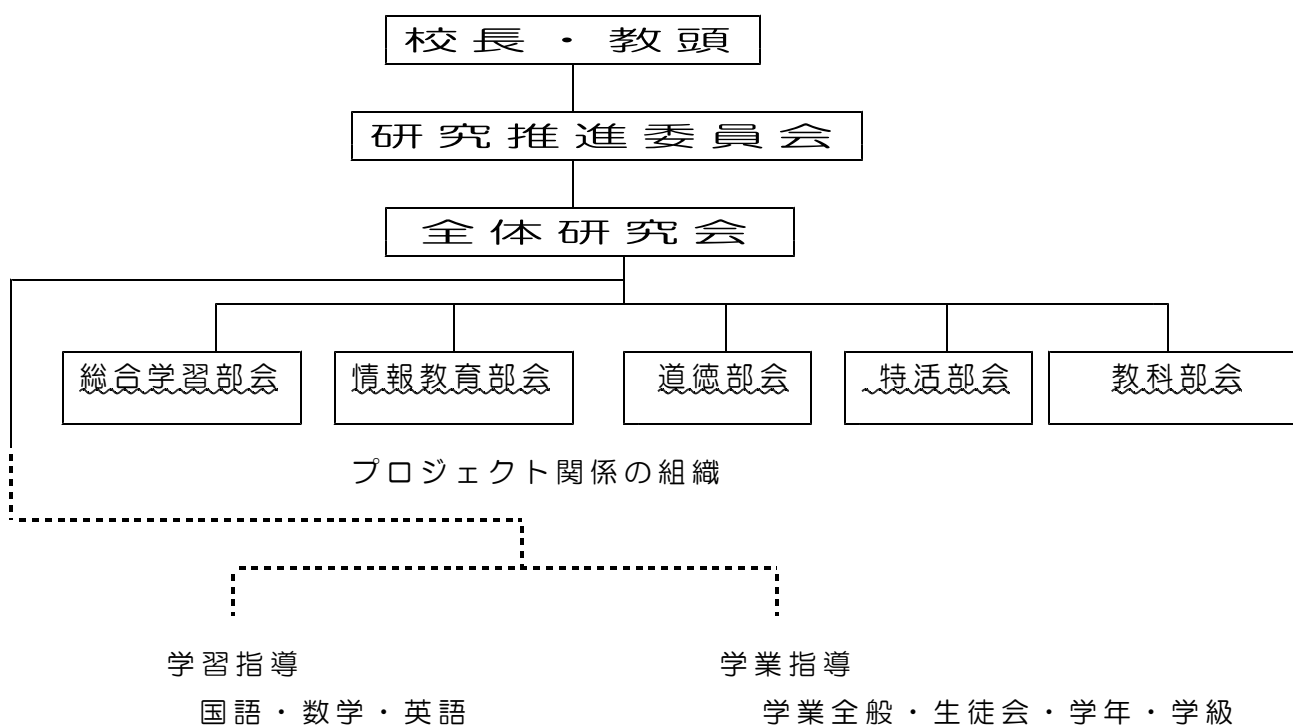 校長・教頭
研究推進委員会
全体研究会
総合学習部会 情報教育部会 道徳部会 特活部会 教科部会
プロジェクト関係の組織
学習指導 学業指導
国語・数学・英語 学業全般・生徒会・学年・学級